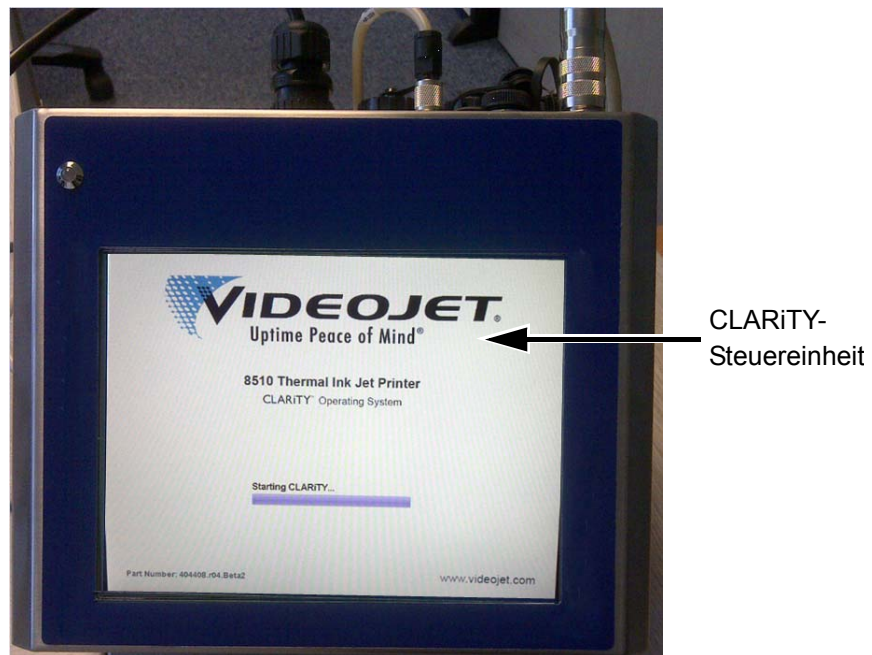 VIDEOJET®
Uptime Peace of Mind®
8510 Thermal Ink Jet Printer
CLARiTY™ Operating System
Starting CLARiTY...
Part Number: 404408.r04.Beta2
www.videojet.com
CLARiTY-
Steuereinheit